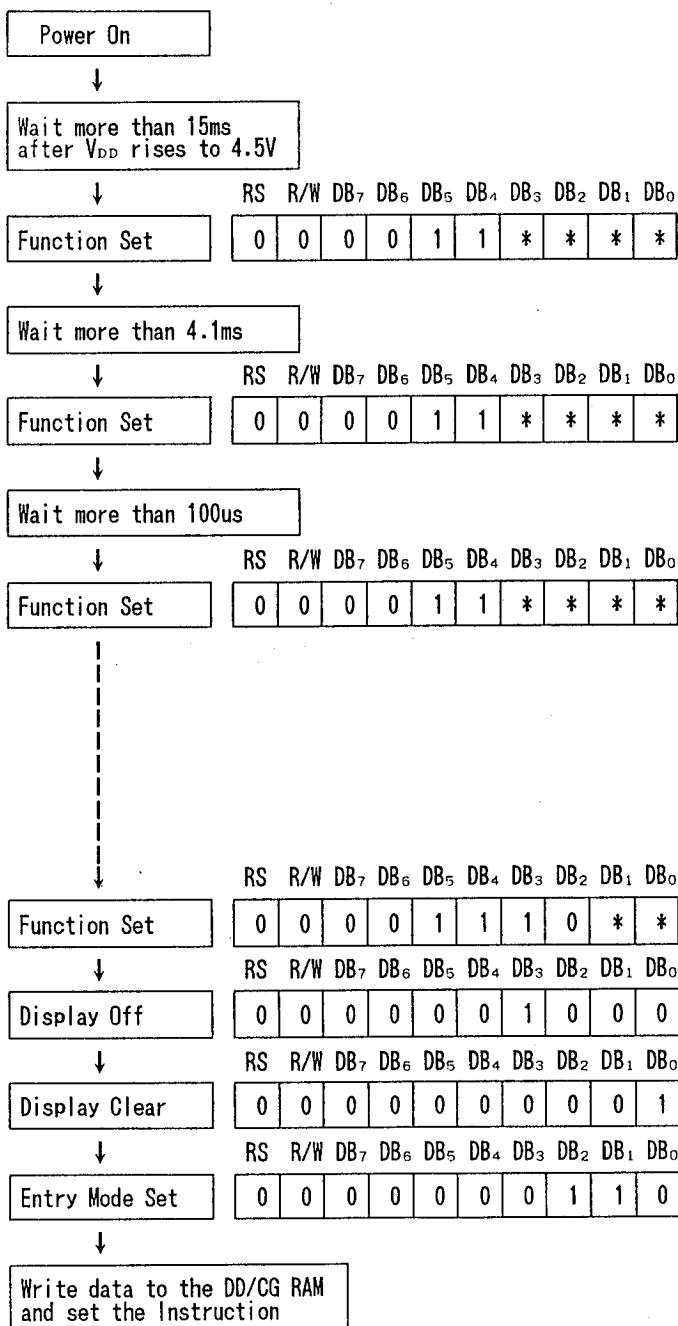 Power On
↓
Wait more than 15ms
after VDD rises to 4.5V
↓ RS R/W DB7 DB6 DB5 DB4 DB3 DB2 DB1 DB0
Function Set 0 0 0 0 1 1 * * * *
↓
Wait more than 4.1ms
↓ RS R/W DB7 DB6 DB5 DB4 DB3 DB2 DB1 DB0
Function Set 0 0 0 0 1 1 * * * *
↓
Wait more than 100us
↓ RS R/W DB7 DB6 DB5 DB4 DB3 DB2 DB1 DB0
Function Set 0 0 0 0 1 1 * * * *
RS R/W DB7 DB6 DB5 DB4 DB3 DB2 DB1 DB0
Function Set 0 0 0 0 1 1 1 0 * *
↓ RS R/W DB7 DB6 DB5 DB4 DB3 DB2 DB1 DB0
Display Off 0 0 0 0 0 0 1 0 0 0
↓ RS R/W DB7 DB6 DB5 DB4 DB3 DB2 DB1 DB0
Display Clear 0 0 0 0 0 0 0 0 0 1
↓ RS R/W DB7 DB6 DB5 DB4 DB3 DB2 DB1 DB0
Entry Mode Set 0 0 0 0 0 0 0 1 1 0
↓
Write data to the DD/CG RAM
and set the Instruction